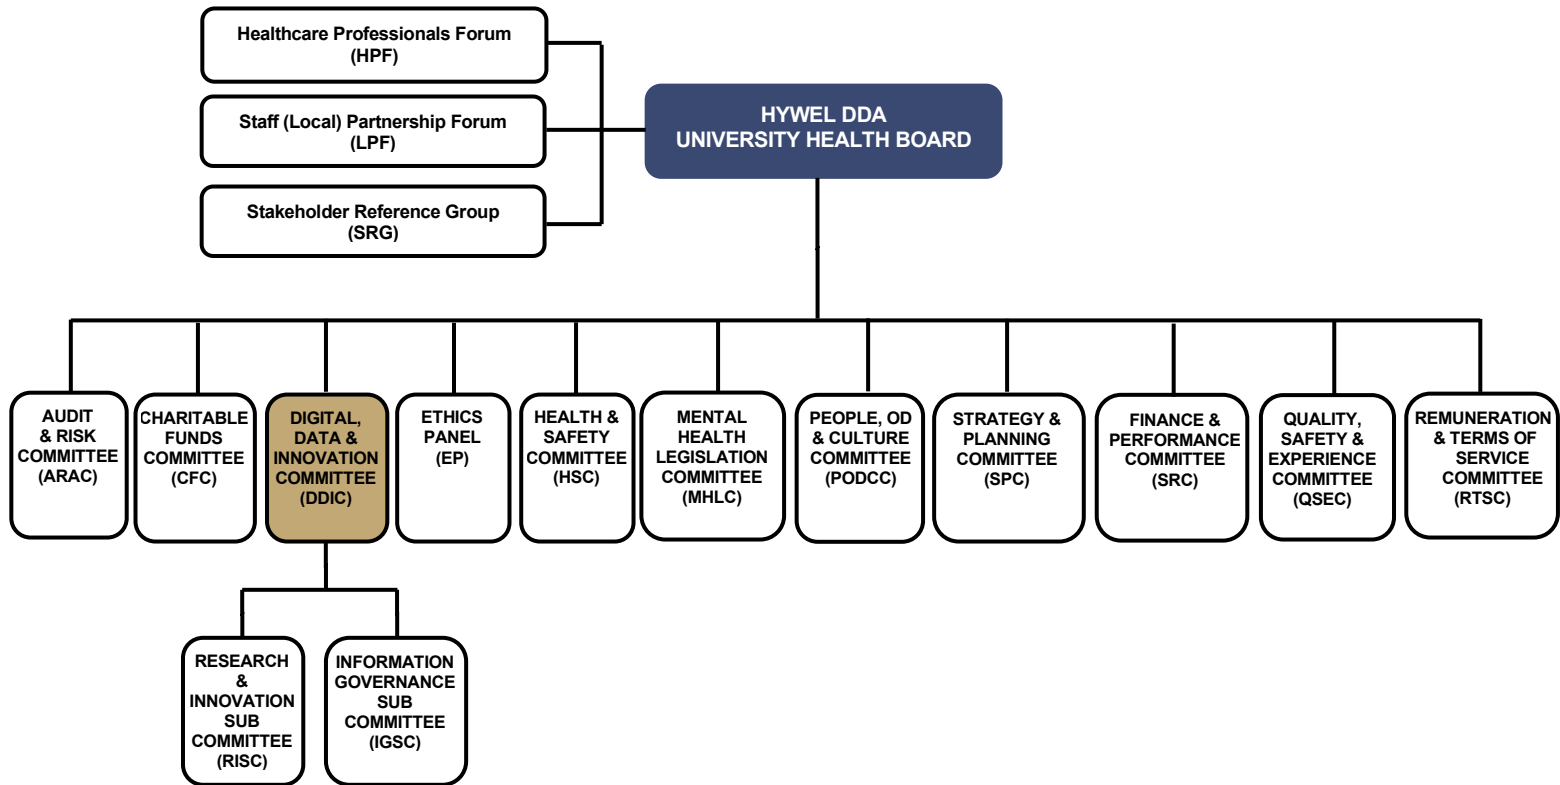 Healthcare Professionals Forum
(HPF)
Staff (Local) Partnership Forum
(LPF)
Stakeholder Reference Group
(SRG)
HYWEL DDA
UNIVERSITY HEALTH BOARD
AUDIT
& RISK
COMMITTEE
(ARAC)
CHARITABLE
FUNDS
COMMITTEE
(CFC)
DIGITAL,
DATA &
INNOVATION
COMMITTEE
(DDIC)
ETHICS
PANEL
(EP)
HEALTH &
SAFETY
COMMITTEE
(HSC)
MENTAL
HEALTH
LEGISLATION
COMMITTEE
(MHLC)
PEOPLE, OD
& CULTURE
COMMITTEE
(PODCC)
STRATEGY &
PLANNING
COMMITTEE
(SPC)
FINANCE &
PERFORMANCE
COMMITTEE
(SRC)
QUALITY,
SAFETY &
EXPERIENCE
COMMITTEE
(QSEC)
REMUNERATION
& TERMS OF
SERVICE
COMMITTEE
(RTSC)
RESEARCH
&
INNOVATION
SUB
COMMITTEE
(RISC)
INFORMATION
GOVERNANCE
SUB
COMMITTEE
(IGSC)